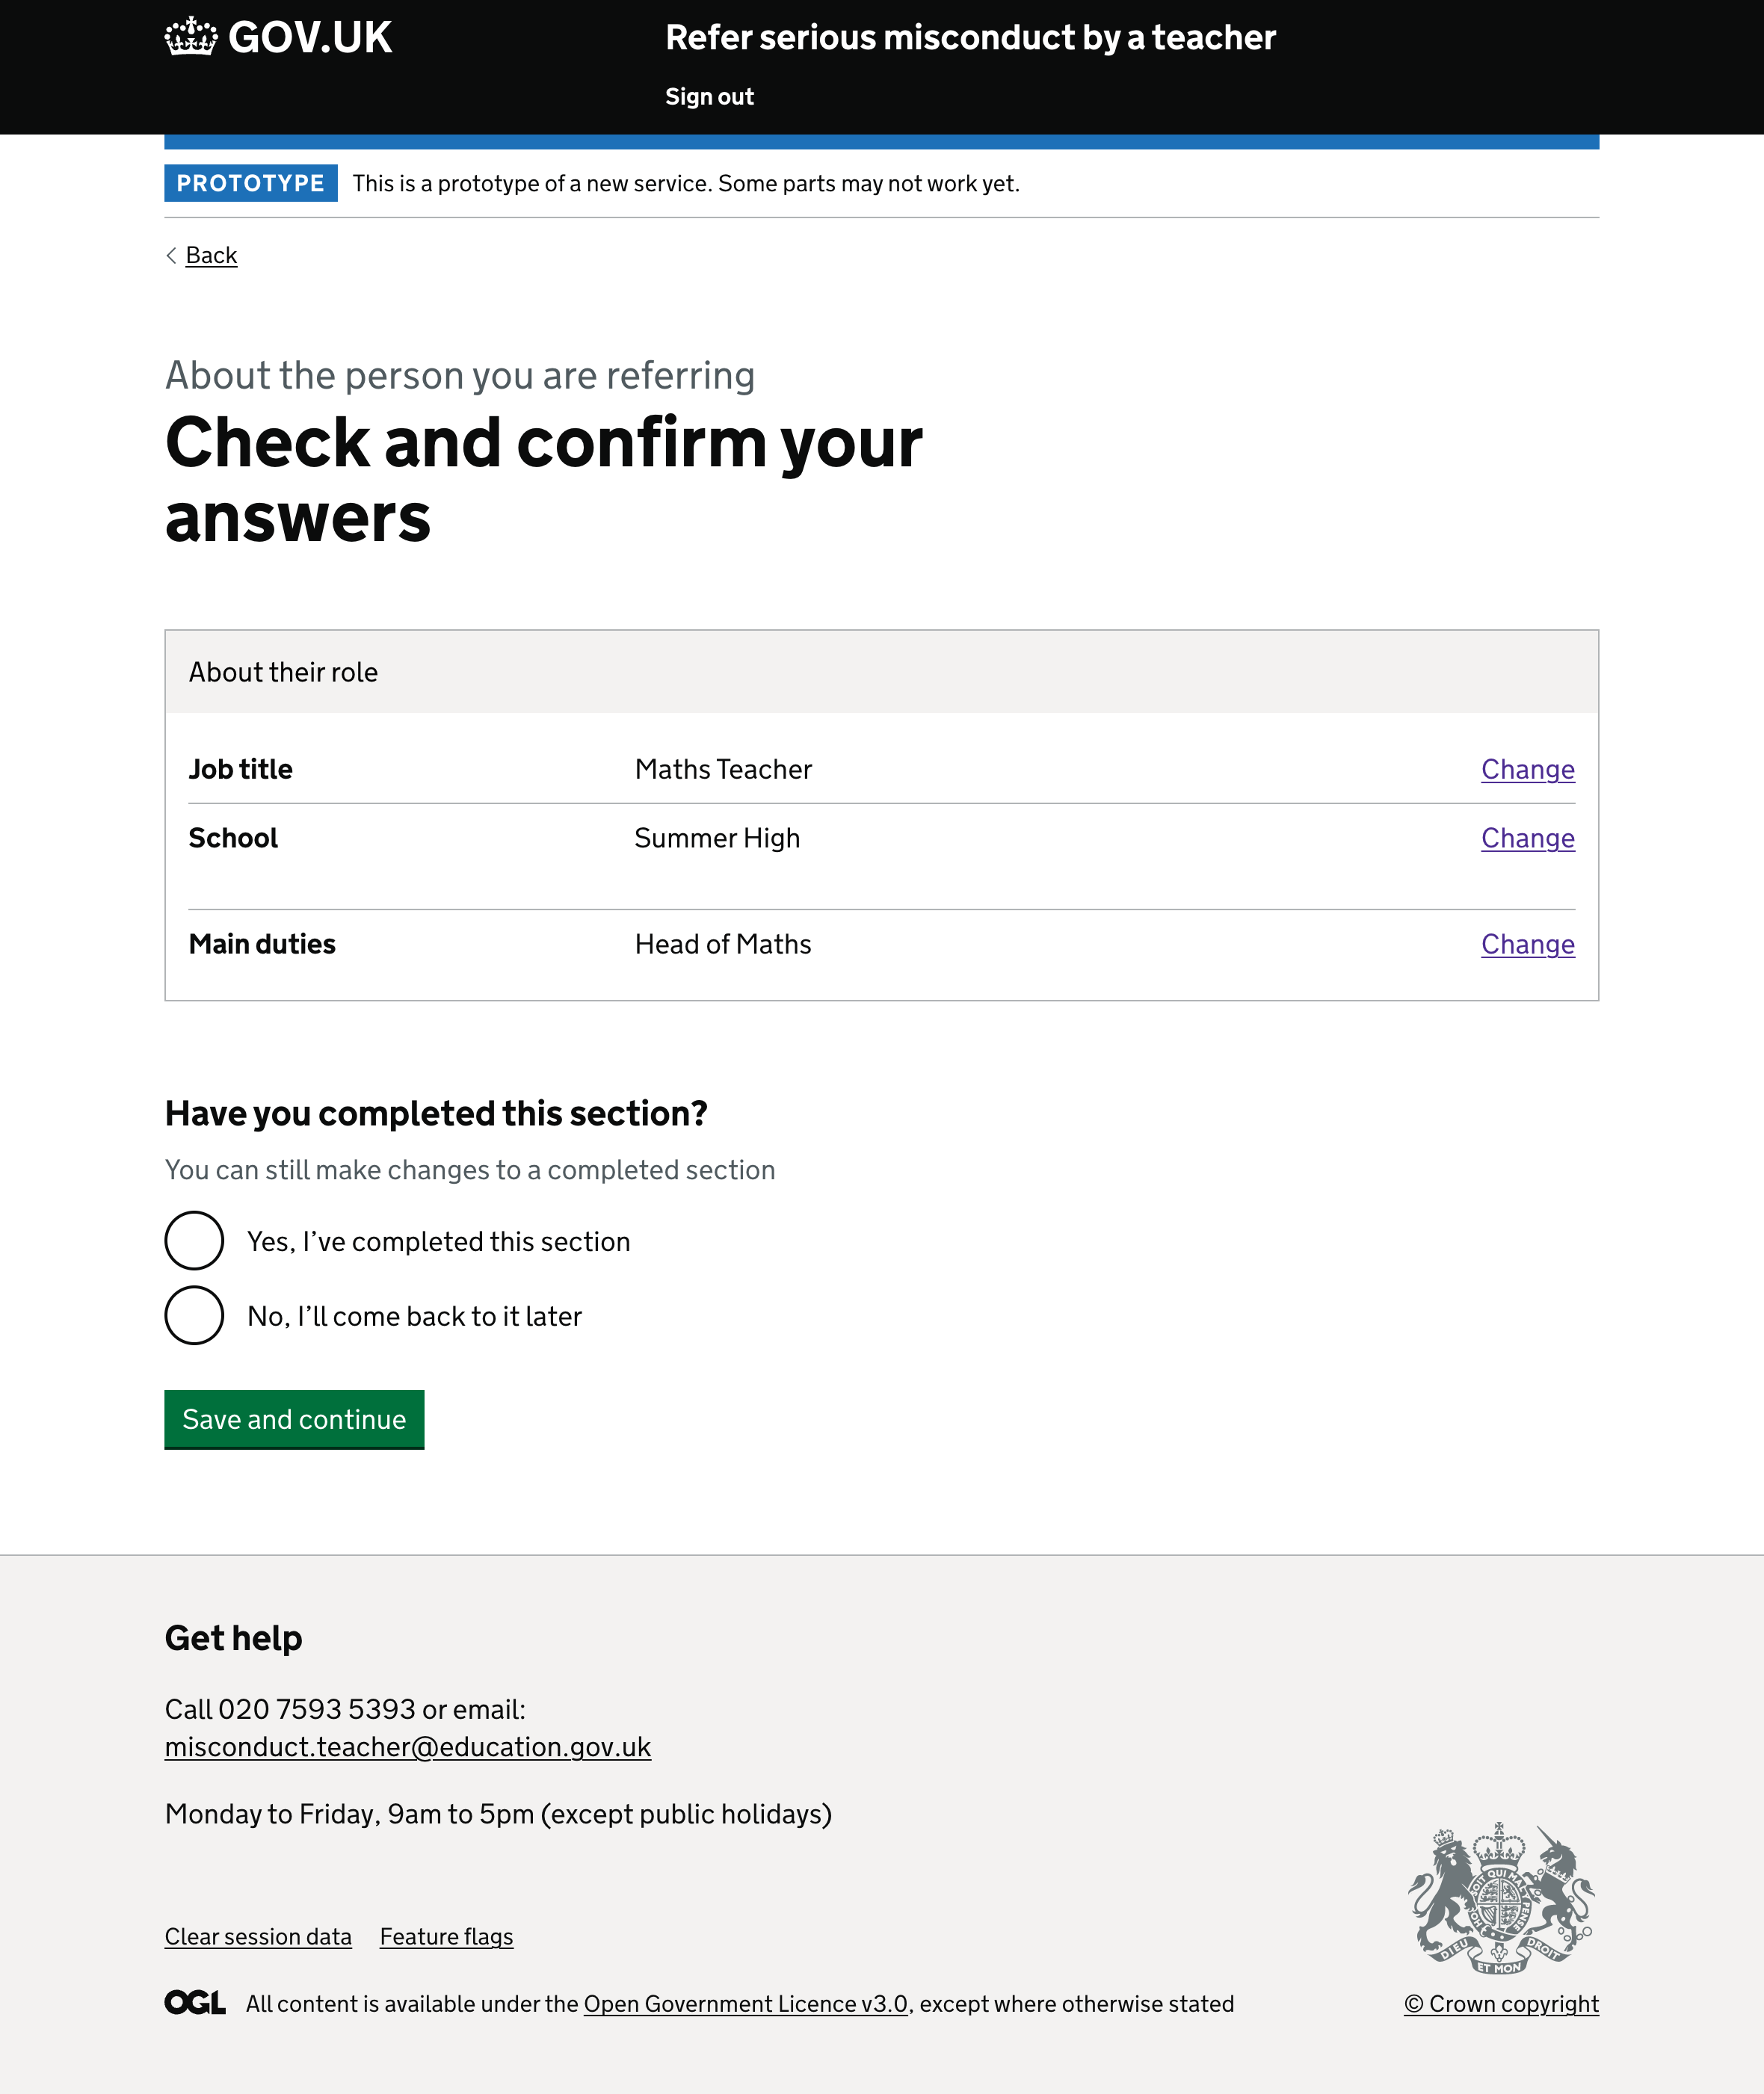 GOV.UK
Refer serious misconduct by a teacher
Sign out
PROTOTYPE This is a prototype of a new service. Some parts may not work yet.
Back
About the person you are referring
Check and confirm your
answers
About their role
Job title Maths Teacher Change
School Summer High Change
Main duties Head of Maths Change
Have you completed this section?
You can still make changes to a completed section
Yes, I’ve completed this section
No, I’ll come back to it later
Save and continue
Get help
Call 020 7593 5393 or email:
misconduct.teacher@education.gov.uk
Monday to Friday, 9am to 5pm (except public holidays)
Clear session data Feature flags
DIEU ET MON DROIT
OGL All content is available under the Open Government Licence v3.0, except where otherwise stated
© Crown copyright